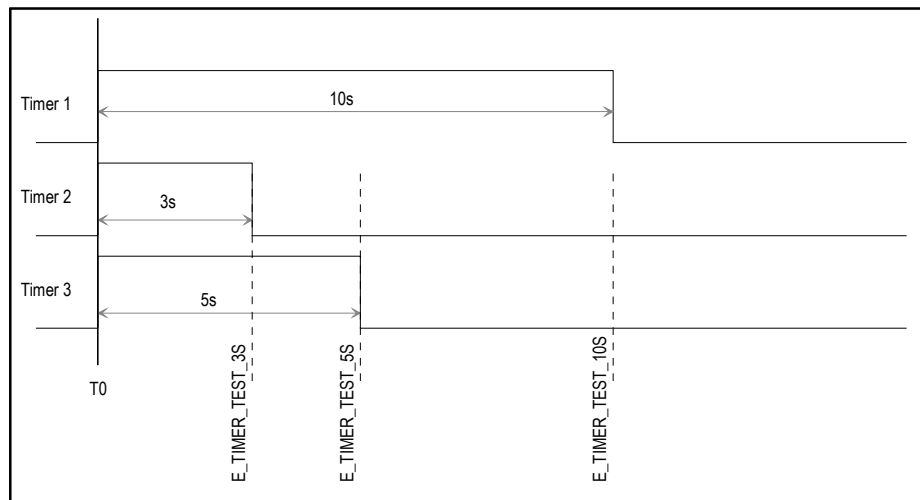 Timer 1
10s
Timer 2
3s
Timer 3
5s
T0
E_TIMER_TEST_3S
E_TIMER_TEST_5S
E_TIMER_TEST_10S